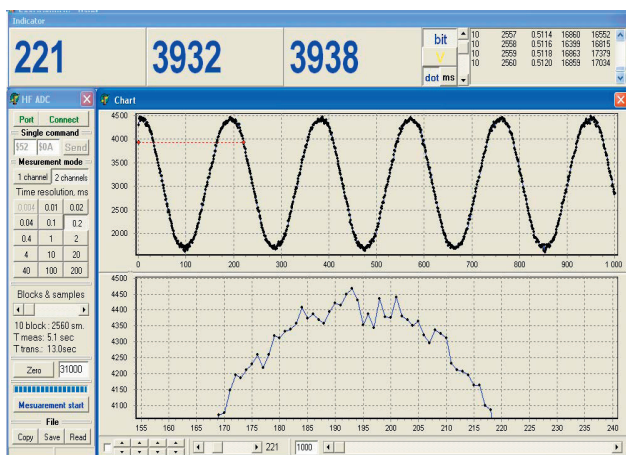 Indicator
221 3932 3938
bit
V
dot ms
10 2557 0.5114 16860 16552
10 2558 0.5116 16399 16815
10 2559 0.5118 16863 17379
10 2560 0.5120 16859 17034
HF ADC
Port Connect
Single command
$52 $0A Send
Mesurement mode
1 channel 2 channels
Time resolution, ms
0.004 0.01 0.02
0.04 0.1 0.2
0.4 1 2
4 10 20
40 100 200
Blocks & samples
10 block : 2560 sm.
T meas: 5.1 sec
T trans.: 13.0sec
Zero 31000
Mesuarement start
File
Copy Save Read
Chart
4500
4000
3500
3000
2500
2000
0 100 200 300 400 500 600 700 800 900 1 000
4500
4450
4400
4350
4300
4250
4200
4150
4100
155 160 165 170 175 180 185 190 195 200 205 210 215 220 225 230 235 240
221 1000